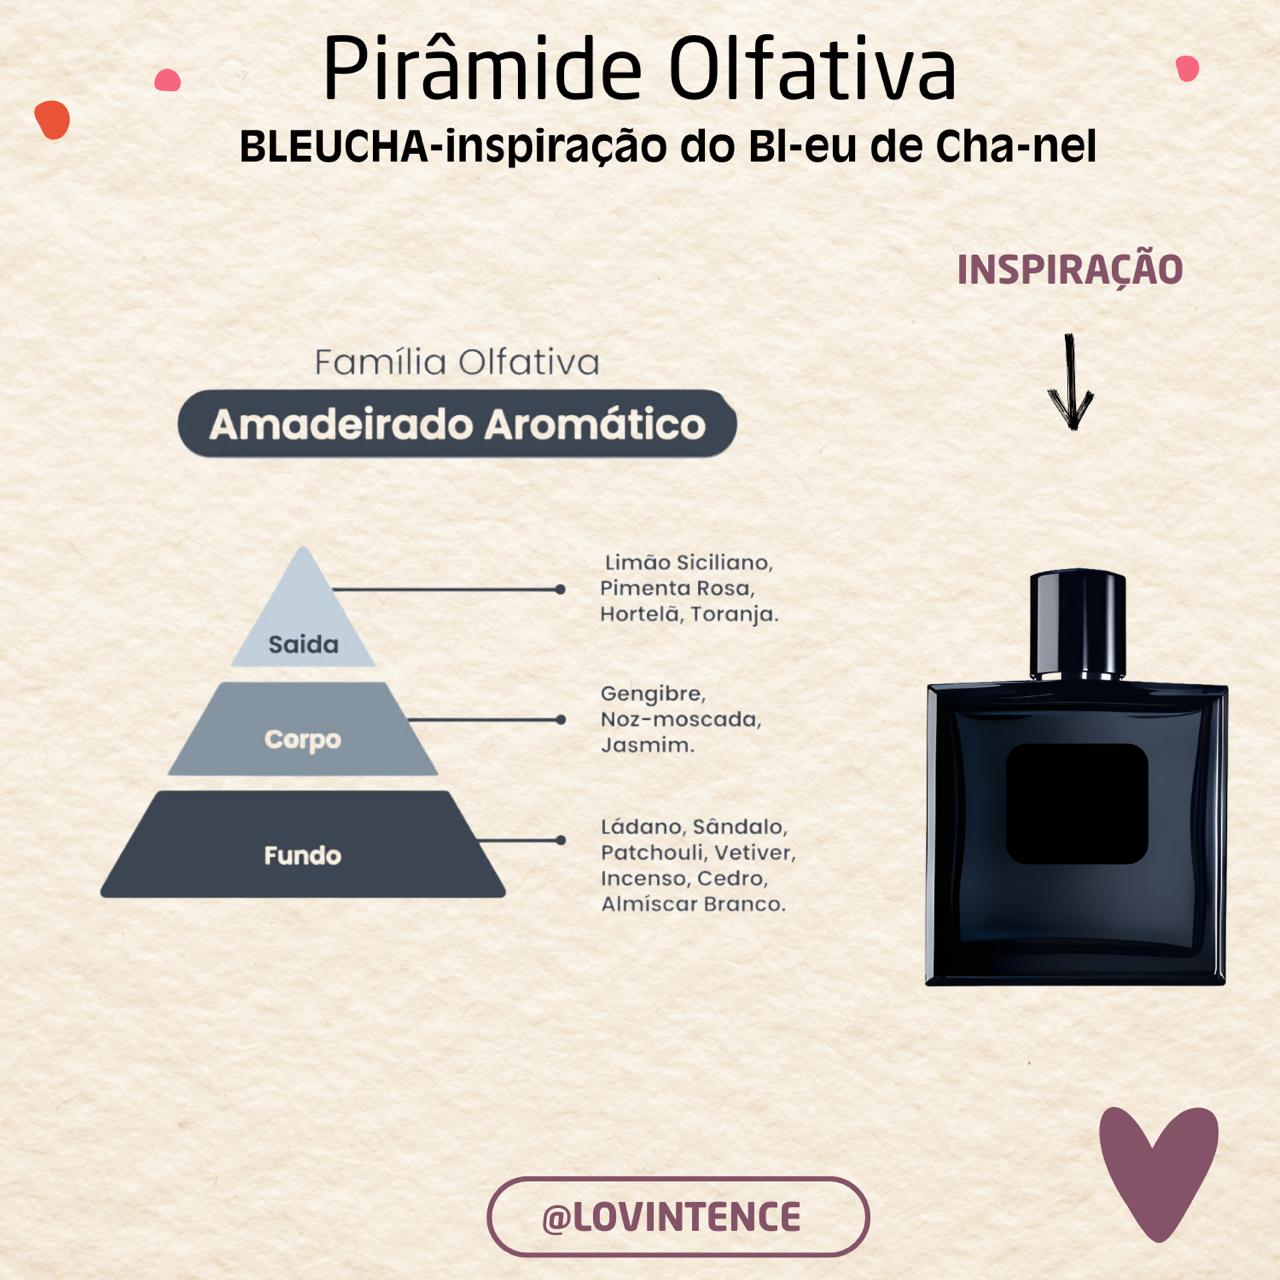 Pirâmide Olfativa
BLEUCHA-inspiração do Bl-eu de Cha-nel
INSPIRAÇÃO
Família Olfativa
Amadeirado Aromático
Saida
Limão Siciliano,
Pimenta Rosa,
Hortelã, Toranja.
Corpo
Gengibre,
Noz-moscada,
Jasmim.
Fundo
Ládano, Sândalo,
Patchouli, Vetiver,
Incenso, Cedro,
Almíscar Branco.
@LOVINTENCE